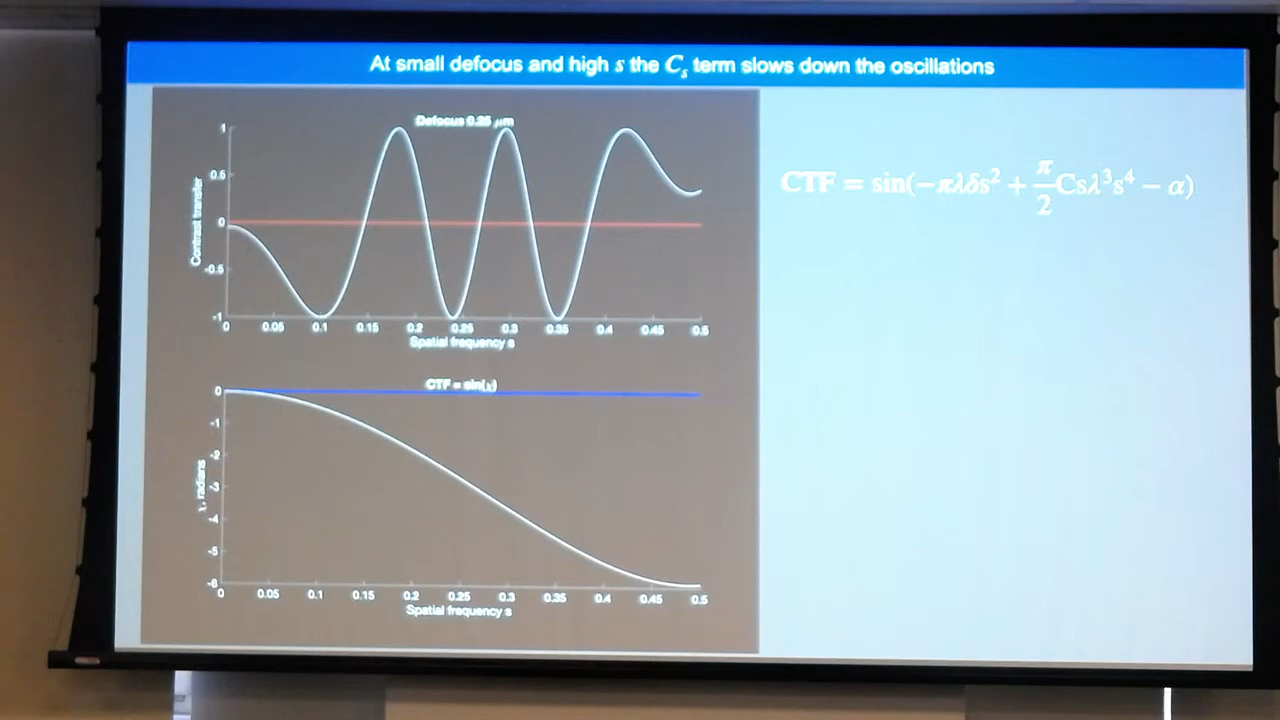 At small defocus and high s the Cₛ term slows down the oscillations
Defocus 0.25 μm
1
0.5
0
-0.5
-1
Contrast transfer
0 0.05 0.1 0.15 0.2 0.25 0.3 0.35 0.4 0.45 0.5
Spatial frequency s
CTF = sin(−πλδs² + π/2 Csλ³s⁴ − α)
CTF = sin(χ)
0
-1
-2
-3
-4
-5
-6
χ, radians
0 0.05 0.1 0.15 0.2 0.25 0.3 0.35 0.4 0.45 0.5
Spatial frequency s